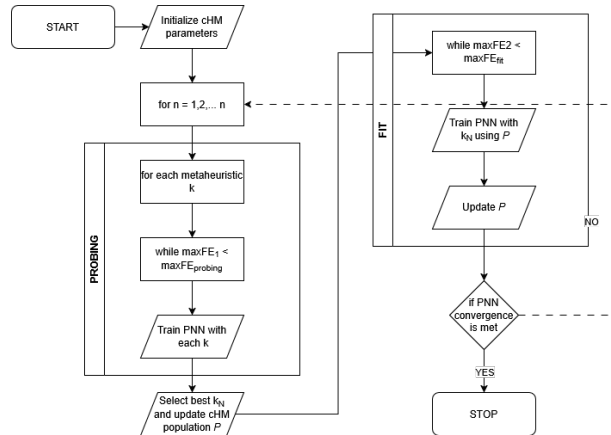 START
Initialize cHM
parameters
for n = 1,2,... n
PROBING
for each metaheuristic
k
while maxFE1 <
maxFEprobing
Train PNN with
each k
Select best kN
and update cHM
population P
FIT
while maxFE2 <
maxFEfit
Train PNN with
kN using P
Update P
NO
if PNN
convergence
is met
YES
STOP